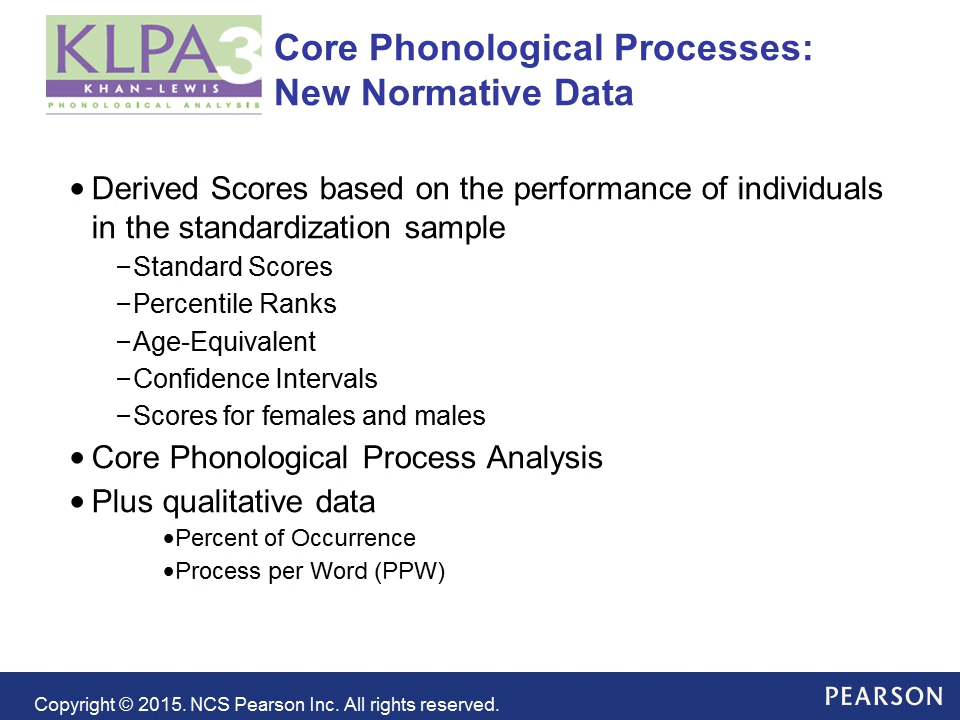 KLPA3
KHAN-LEWIS
PHONOLOGICAL ANALYSIS
Core Phonological Processes:
New Normative Data
• Derived Scores based on the performance of individuals
in the standardization sample
–Standard Scores
–Percentile Ranks
–Age-Equivalent
–Confidence Intervals
–Scores for females and males
• Core Phonological Process Analysis
• Plus qualitative data
•Percent of Occurrence
•Process per Word (PPW)
Copyright © 2015. NCS Pearson Inc. All rights reserved.
PEARSON